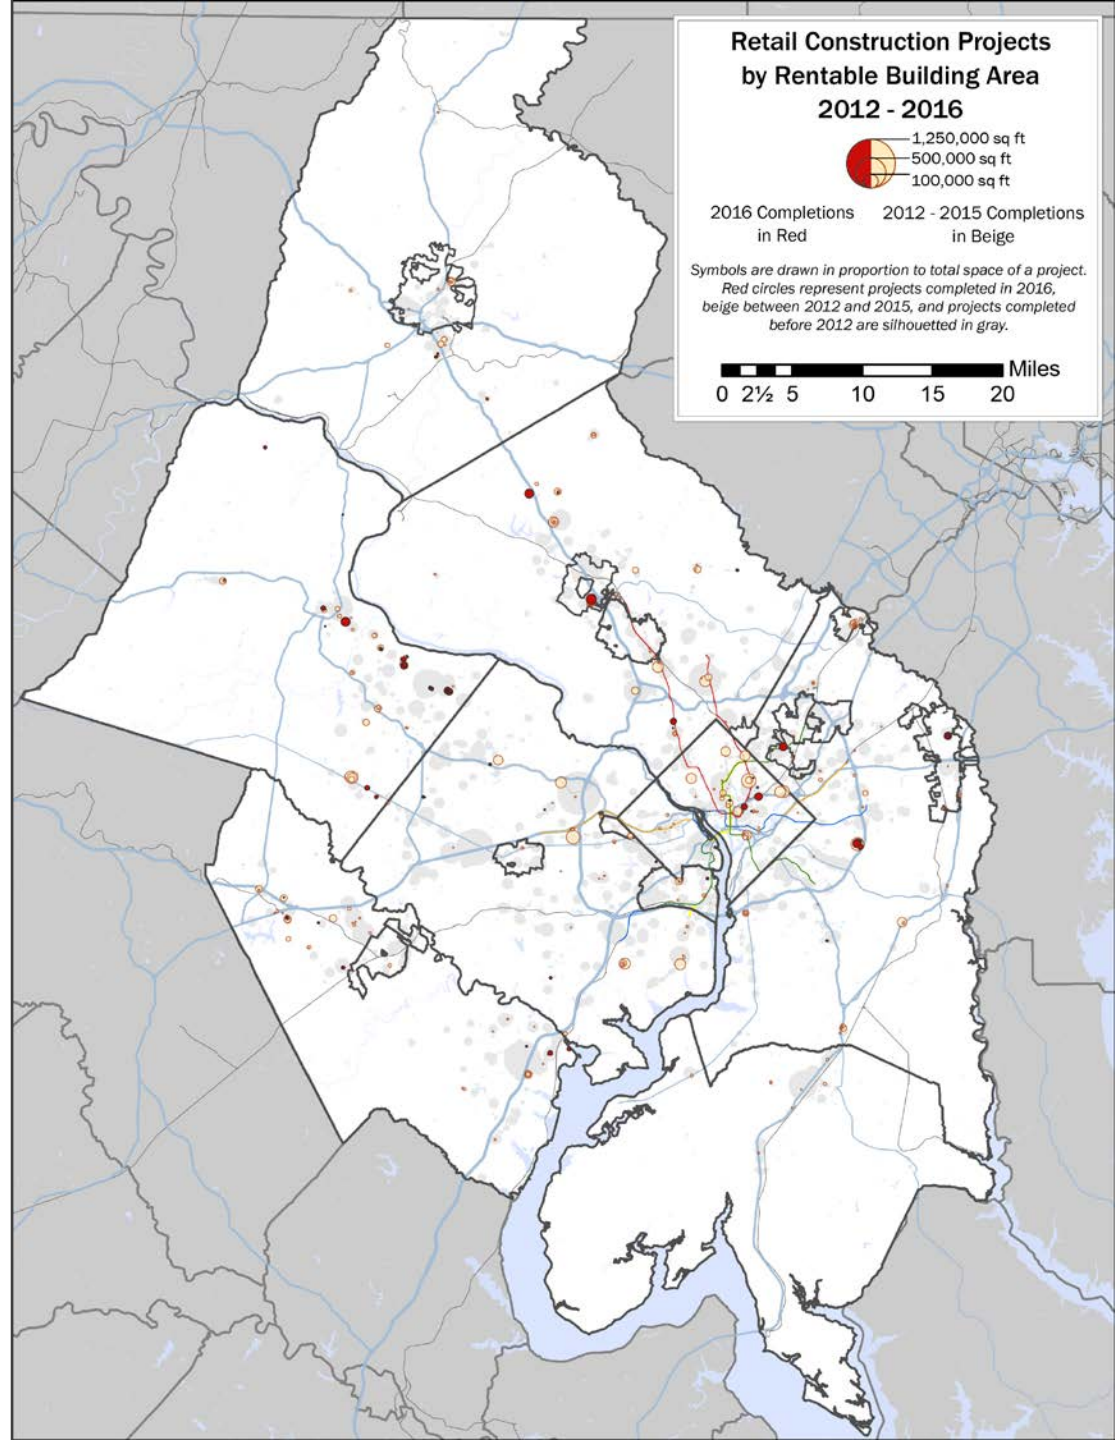 Retail Construction Projects
by Rentable Building Area
2012 - 2016
1,250,000 sq ft
500,000 sq ft
100,000 sq ft
2016 Completions
in Red
2012 - 2015 Completions
in Beige
Symbols are drawn in proportion to total space of a project.
Red circles represent projects completed in 2016,
beige between 2012 and 2015, and projects completed
before 2012 are silhouetted in gray.
Miles
0 2½ 5 10 15 20